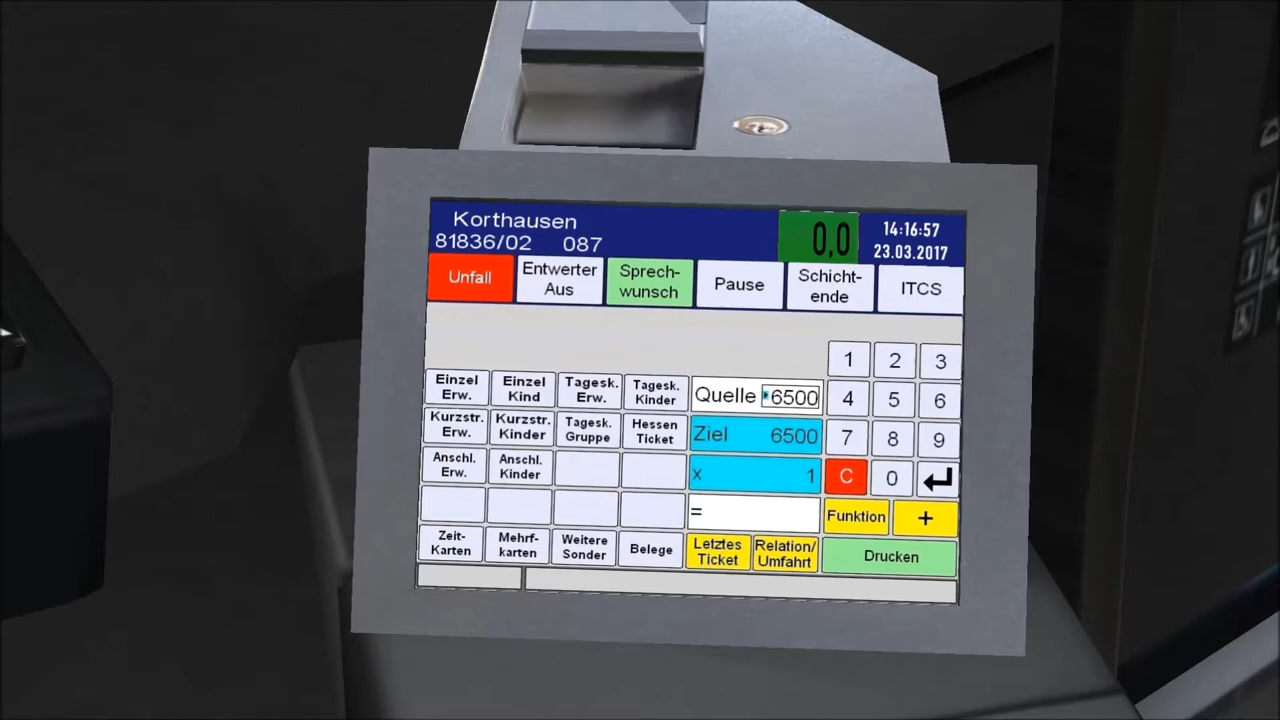 Korthausen
81836/02 087
0,0
14:16:57
23.03.2017
Unfall
Entwerter
Aus
Sprech-
wunsch
Pause
Schicht-
ende
ITCS
1 2 3
Einzel
Erw.
Einzel
Kind
Tagesk.
Erw.
Tagesk.
Kinder
Quelle 6500
4 5 6
Kurzstr.
Erw.
Kurzstr.
Kinder
Tagesk.
Gruppe
Hessen
Ticket
Ziel 6500
7 8 9
Anschl.
Erw.
Anschl.
Kinder
x 1
C 0
=
Funktion +
Zeit-
Karten
Mehrf-
karten
Weitere
Sonder
Belege
Letztes
Ticket
Relation/
Umfahrt
Drucken